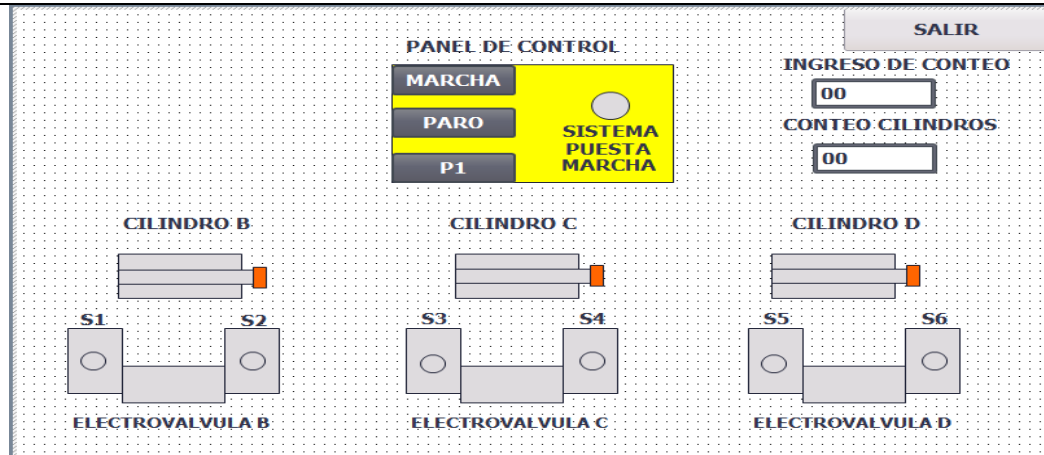 SALIR
PANEL DE CONTROL
INGRESO DE CONTEO
MARCHA
00
PARO
CONTEO CILINDROS
SISTEMA
PUESTA
MARCHA
P1
00
CILINDRO B
CILINDRO C
CILINDRO D
S1
S2
S3
S4
S5
S6
ELECTROVALVULA B
ELECTROVALVULA C
ELECTROVALVULA D